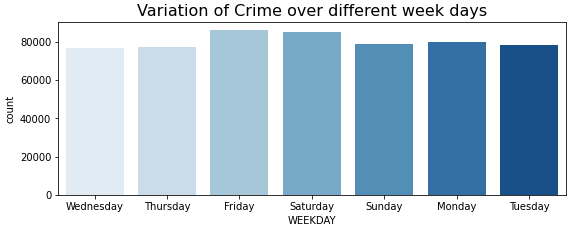 Variation of Crime over different week days
80000
60000
40000
20000
0
count
Wednesday Thursday Friday Saturday Sunday Monday Tuesday
WEEKDAY